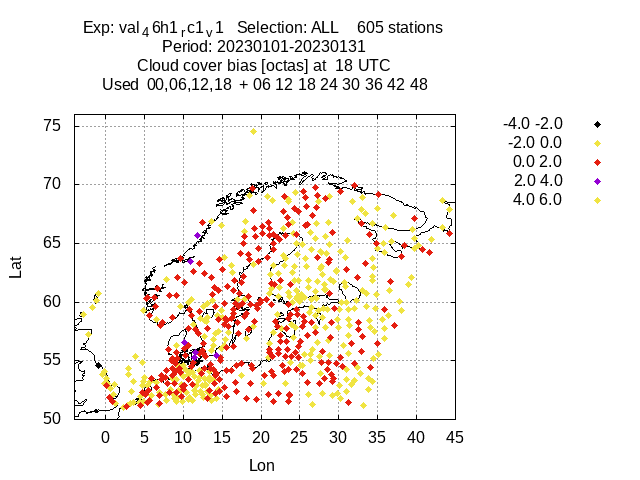 Exp: val4 6h1r c1v 1 Selection: ALL 605 stations
Period: 20230101-20230131
Cloud cover bias [octas] at 18 UTC
Used 00,06,12,18 + 06 12 18 24 30 36 42 48
-4.0 -2.0
-2.0 0.0
0.0 2.0
2.0 4.0
4.0 6.0
75
70
65
60
55
50
Lat
0 5 10 15 20 25 30 35 40 45
Lon